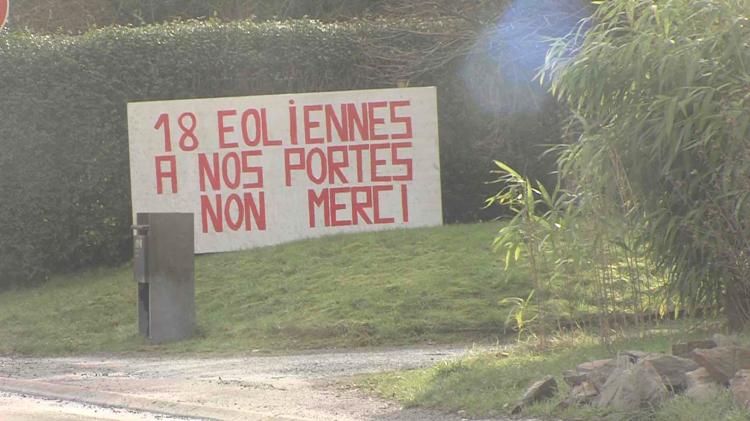 18 EOLIENNES
A NOS PORTES
NON MERCI